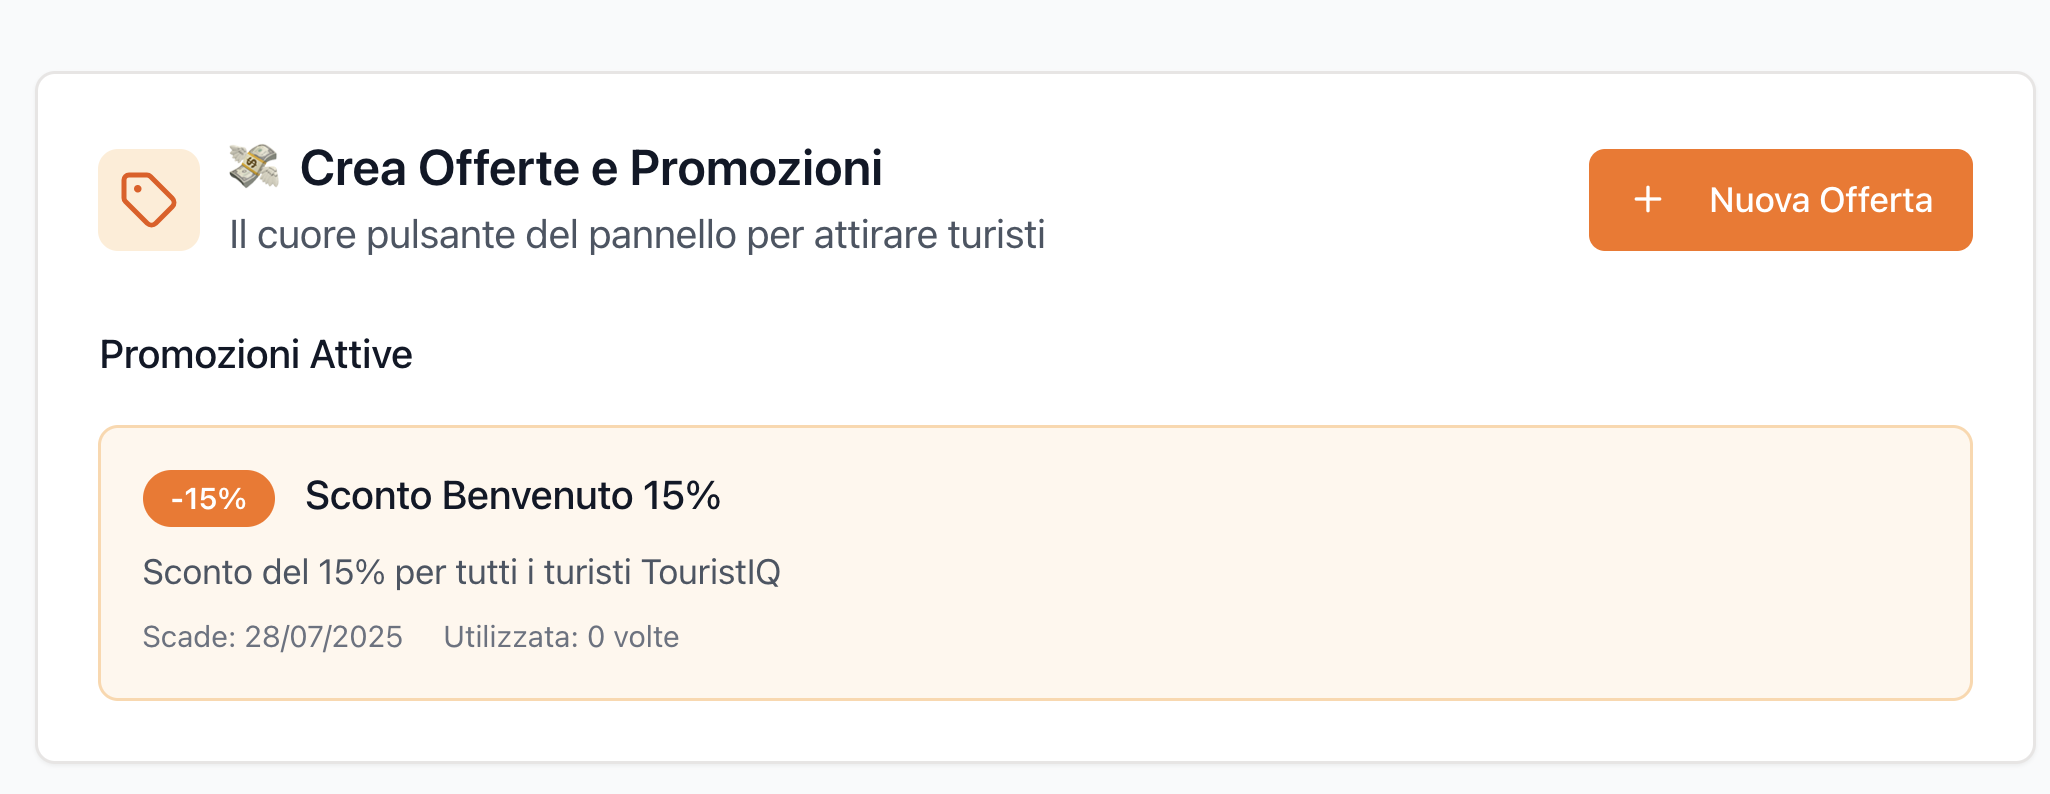 💸 Crea Offerte e Promozioni
Il cuore pulsante del pannello per attirare turisti
+ Nuova Offerta
Promozioni Attive
-15% Sconto Benvenuto 15%
Sconto del 15% per tutti i turisti TouristIQ
Scade: 28/07/2025 Utilizzata: 0 volte